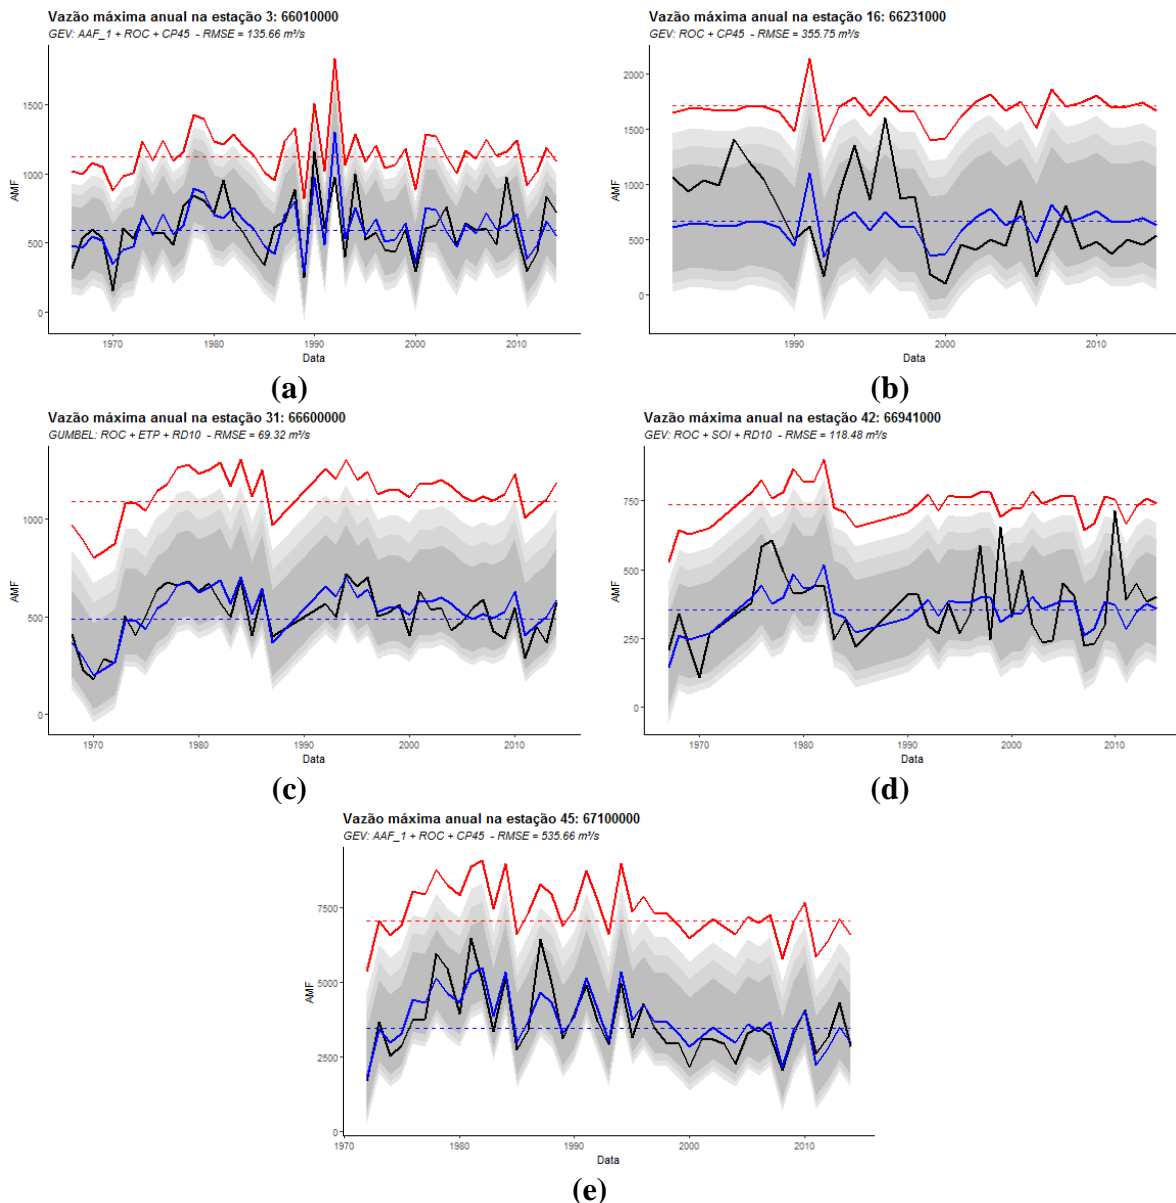 Vazão máxima anual na estação 3: 66010000
GEV: AAF_1 + ROC + CP45 - RMSE = 135.66 m³/s
AMF
1500
1000
500
0
1970
1980
1990
2000
2010
Data
(a)
Vazão máxima anual na estação 16: 66231000
GEV: ROC + CP45 - RMSE = 355.75 m³/s
AMF
2000
1500
1000
500
0
1990
2000
2010
Data
(b)
Vazão máxima anual na estação 31: 66600000
GUMBEL: ROC + ETP + RD10 - RMSE = 69.32 m³/s
AMF
1000
500
0
1970
1980
1990
2000
2010
Data
(c)
Vazão máxima anual na estação 42: 66941000
GEV: ROC + SOI + RD10 - RMSE = 118.48 m³/s
AMF
750
500
250
0
1970
1980
1990
2000
2010
Data
(d)
Vazão máxima anual na estação 45: 67100000
GEV: AAF_1 + ROC + CP45 - RMSE = 535.66 m³/s
AMF
7500
5000
2500
0
1970
1980
1990
2000
2010
Data
(e)